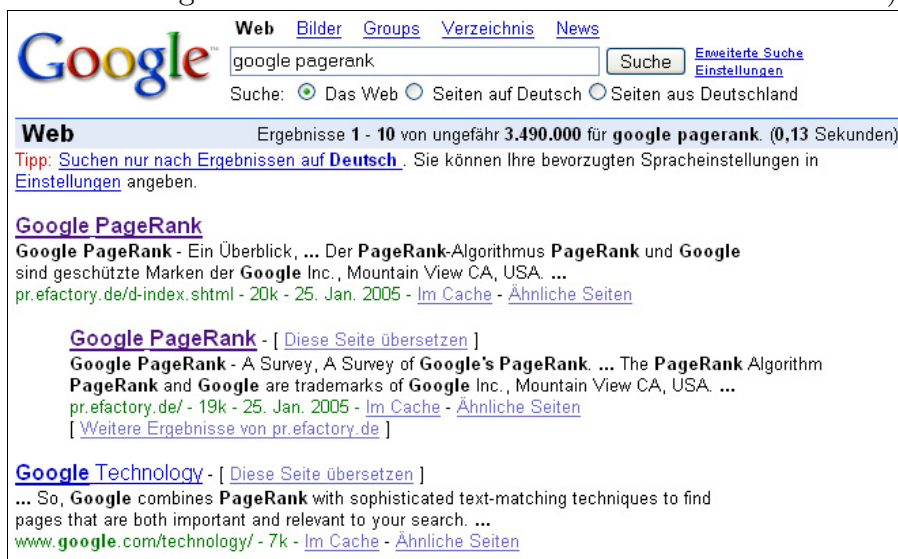 Web Bilder Groups Verzeichnis News
Google™
google pagerank Suche Erweiterte Suche
Einstellungen
Suche: Das Web Seiten auf Deutsch Seiten aus Deutschland
Web Ergebnisse 1 - 10 von ungefähr 3.490.000 für google pagerank. (0,13 Sekunden)
Tipp: Suchen nur nach Ergebnissen auf Deutsch . Sie können Ihre bevorzugten Spracheinstellungen in
Einstellungen angeben.
Google PageRank
Google PageRank - Ein Überblick, ... Der PageRank-Algorithmus PageRank und Google
sind geschützte Marken der Google Inc., Mountain View CA, USA. ...
pr.efactory.de/d-index.shtml - 20k - 25. Jan. 2005 - Im Cache - Ähnliche Seiten
Google PageRank - [ Diese Seite übersetzen ]
Google PageRank - A Survey, A Survey of Google's PageRank. ... The PageRank Algorithm
PageRank and Google are trademarks of Google Inc., Mountain View CA, USA. ...
pr.efactory.de/ - 19k - 25. Jan. 2005 - Im Cache - Ähnliche Seiten
[ Weitere Ergebnisse von pr.efactory.de ]
Google Technology - [ Diese Seite übersetzen ]
... So, Google combines PageRank with sophisticated text-matching techniques to find
pages that are both important and relevant to your search. ...
www.google.com/technology/ - 7k - Im Cache - Ähnliche Seiten